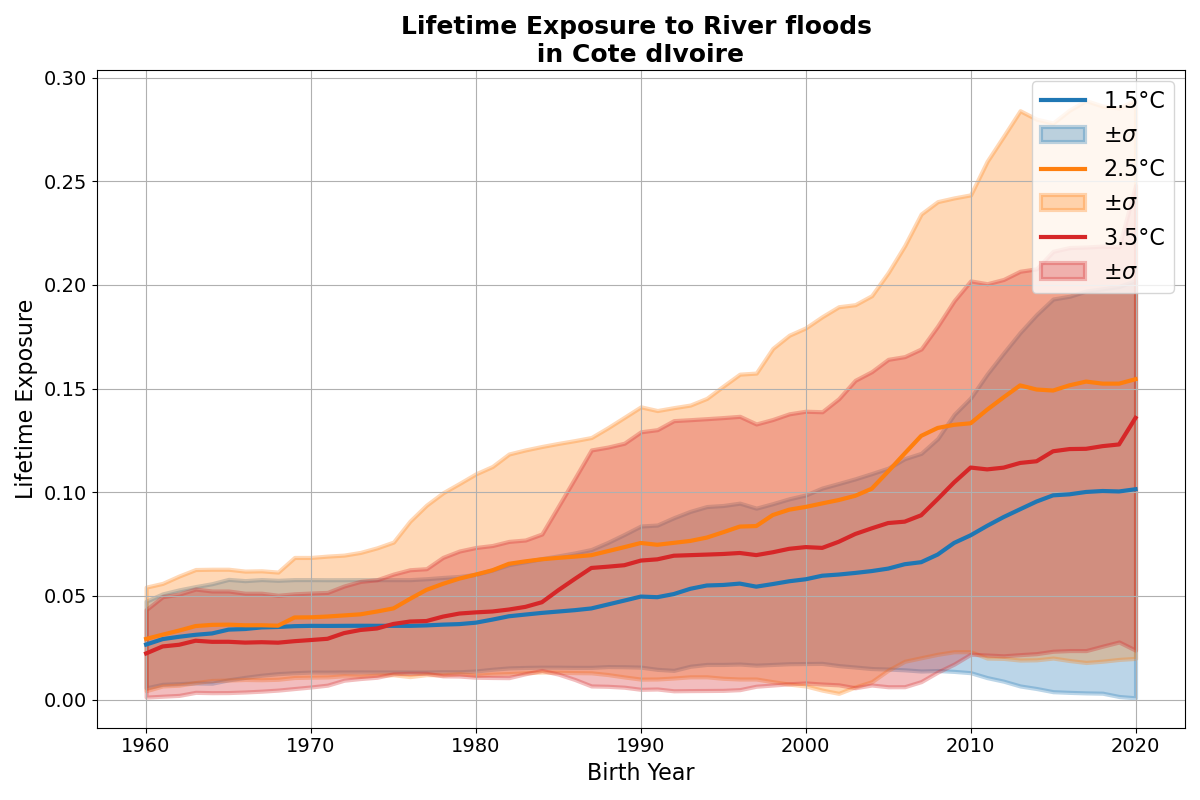 Lifetime Exposure to River floods
in Cote dIvoire
0.30
0.25
0.20
0.15
0.10
0.05
0.00
Lifetime Exposure
1960 1970 1980 1990 2000 2010 2020
Birth Year
1.5°C
±σ
2.5°C
±σ
3.5°C
±σ